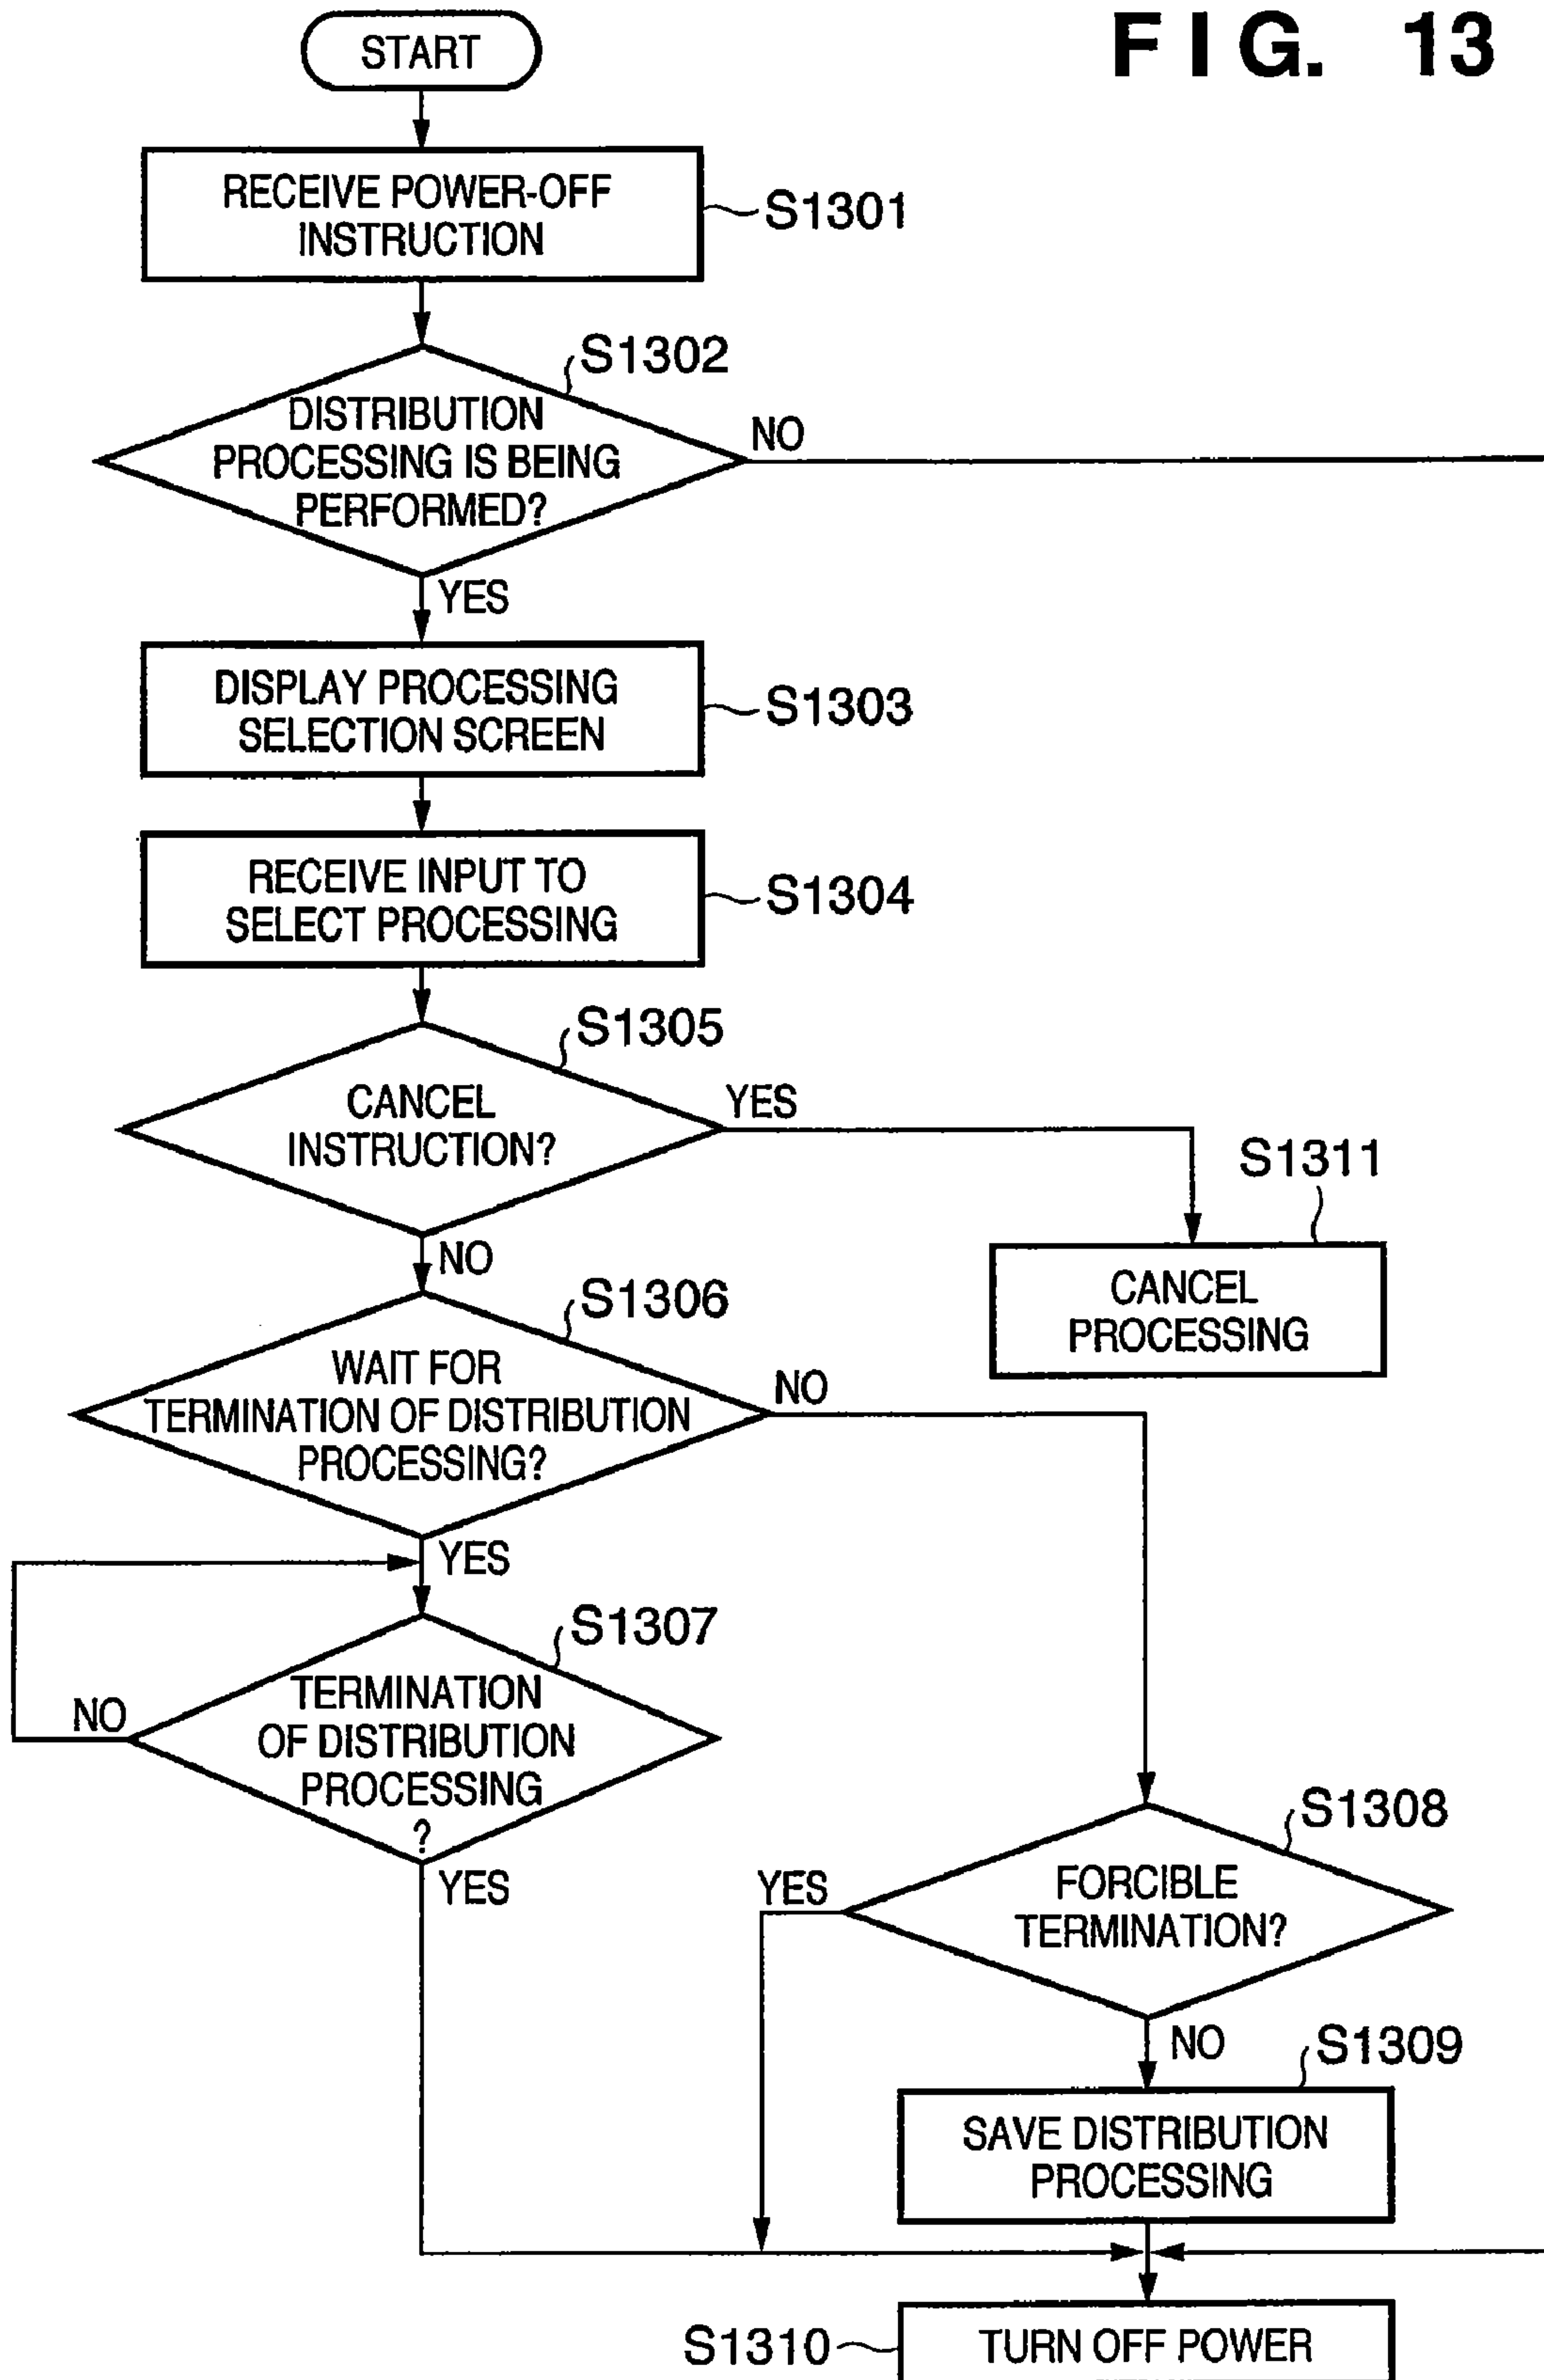 FIG. 13
START
RECEIVE POWER-OFF
INSTRUCTION
S1301
S1302
DISTRIBUTION
PROCESSING IS BEING
PERFORMED?
NO
YES
DISPLAY PROCESSING
SELECTION SCREEN
S1303
RECEIVE INPUT TO
SELECT PROCESSING
S1304
S1305
CANCEL
INSTRUCTION?
YES
NO
S1311
CANCEL
PROCESSING
S1306
WAIT FOR
TERMINATION OF DISTRIBUTION
PROCESSING?
NO
YES
S1307
TERMINATION
OF DISTRIBUTION
PROCESSING
?
NO
YES
S1308
FORCIBLE
TERMINATION?
YES
NO
S1309
SAVE DISTRIBUTION
PROCESSING
S1310
TURN OFF POWER